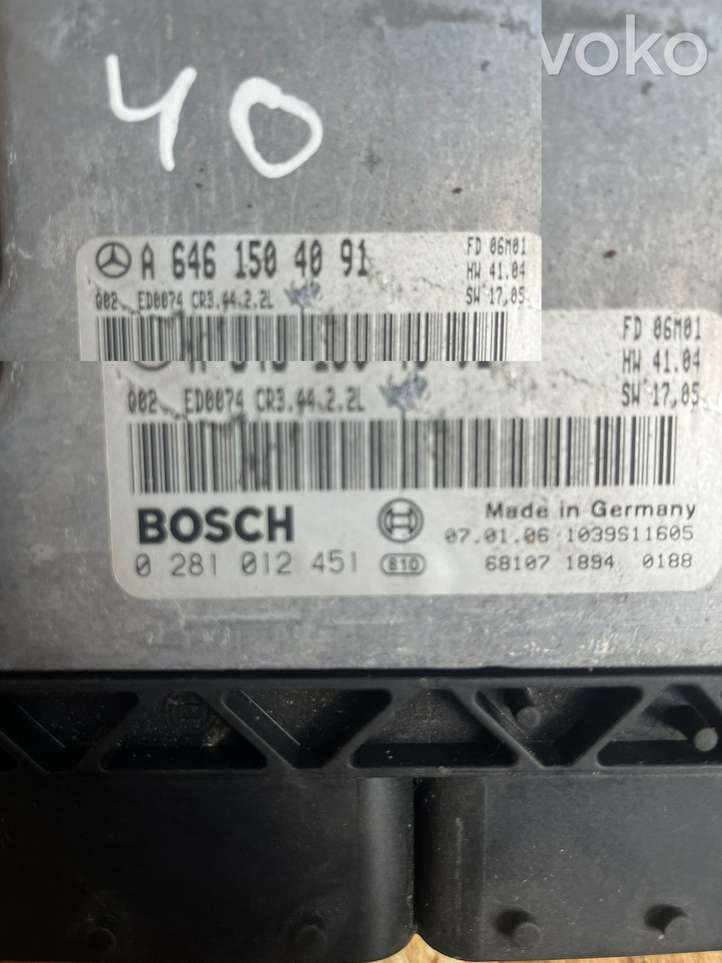 voko
40
A 646 150 40 91
FD 06M01
HW 41.04
002 ED0074 CR3.44.2.2L
SW 17,05
FD 06M01
HW 41.04
002 ED0074 CR3.44.2.2L
SW 17,05
BOSCH
Made in Germany
07.01.06 1039S11605
0 281 012 451 810
68107 1894 0188